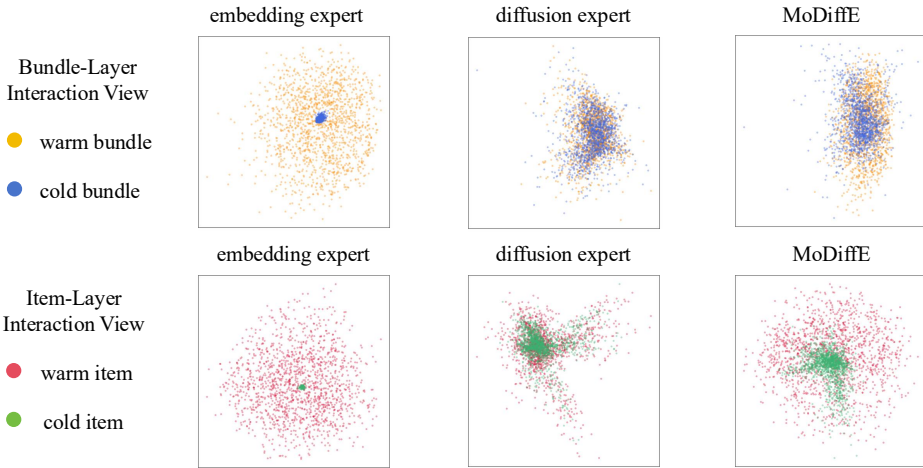 embedding expert
diffusion expert
MoDiffE
Bundle-Layer
Interaction View
warm bundle
cold bundle
embedding expert
diffusion expert
MoDiffE
Item-Layer
Interaction View
warm item
cold item